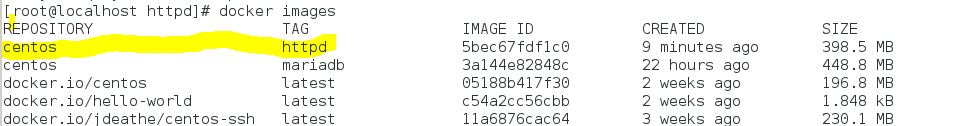 [root@localhost httpd]# docker images
REPOSITORY TAG IMAGE ID CREATED SIZE
centos httpd 5bec67fdf1c0 9 minutes ago 398.5 MB
centos mariadb 3a144e82848c 22 hours ago 448.8 MB
docker.io/centos latest 05188b417f30 2 weeks ago 196.8 MB
docker.io/hello-world latest c54a2cc56cbb 2 weeks ago 1.848 kB
docker.io/jdeathe/centos-ssh latest 11a6876cac64 3 weeks ago 230.1 MB